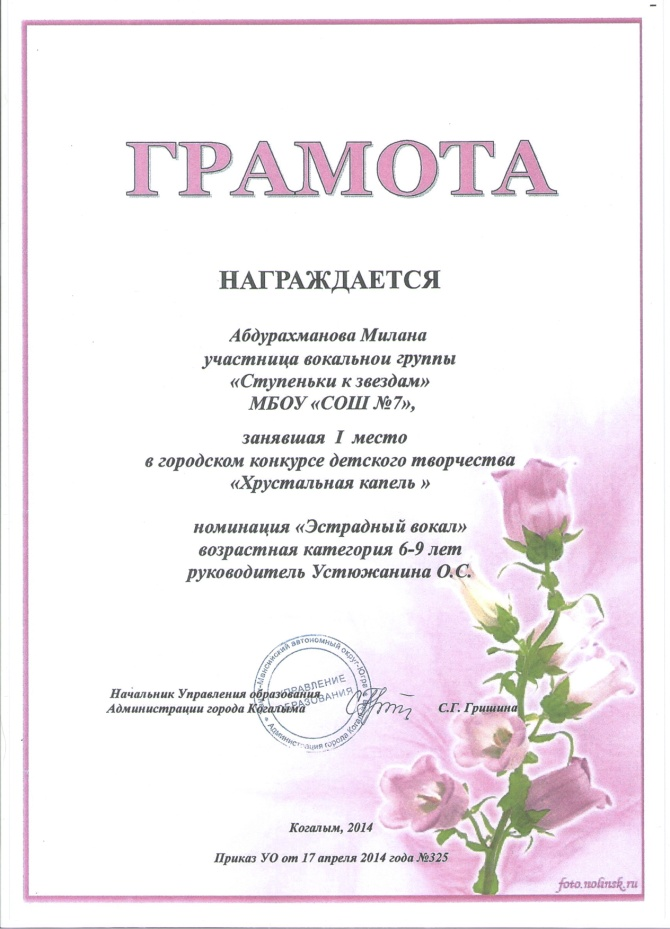 ГРАМОТА
НАГРАЖДАЕТСЯ
Абдурахманова Милана
участница вокальнои группы
«Ступеньки к звездам»
МБОУ «СОШ №7»,
занявшая I место
в городском конкурсе детского творчества
«Хрустальная капель »
номинация «Эстрадный вокал»
возрастная категория 6-9 лет
руководитель Устюжанина О.С.
Мансийский автономный округ-Югра
УПРАВЛЕНИЕ
ОБРАЗОВАНИЯ
Администрация города
Начальник Управления образования
Администрации города Когалыма С.Г. Гришина
Когалым, 2014
Приказ УО от 17 апреля 2014 года №325
foto.nolinsk.ru